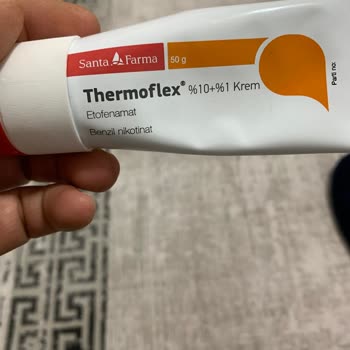 Santa Farma 50 g
Thermoflex® %10+%1 Krem
Etofenamat
Benzil nikotinat
Parti no: